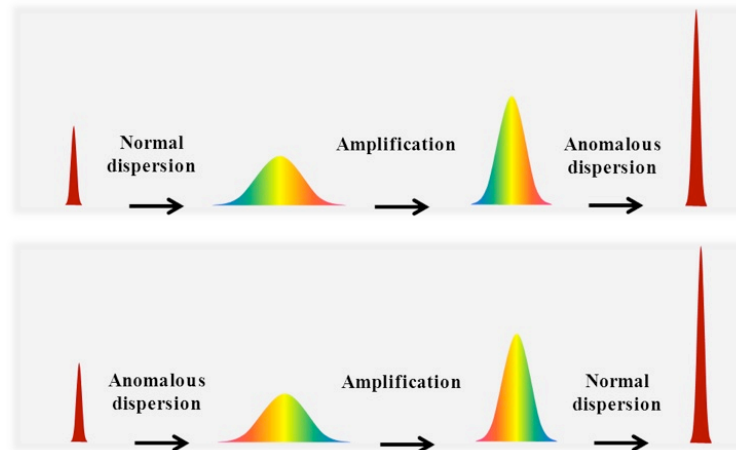 Normal
dispersion
Amplification
Anomalous
dispersion
Anomalous
dispersion
Amplification
Normal
dispersion